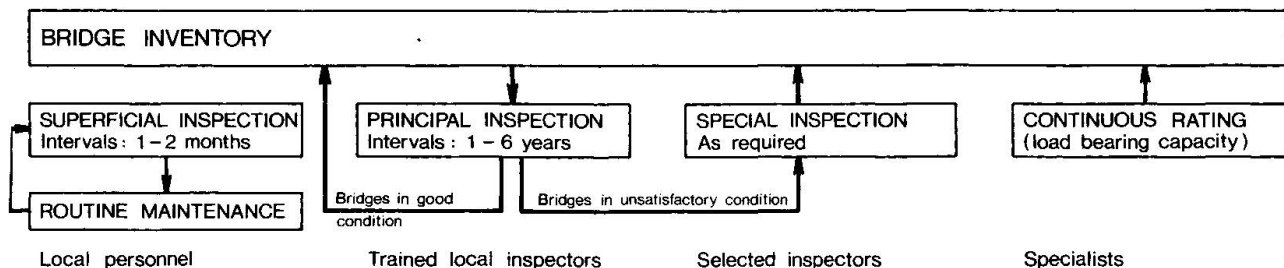 BRIDGE INVENTORY
SUPERFICIAL INSPECTION
Intervals: 1-2 months
PRINCIPAL INSPECTION
Intervals: 1-6 years
SPECIAL INSPECTION
As required
CONTINUOUS RATING
(load bearing capacity)
ROUTINE MAINTENANCE
Bridges in good
condition
Bridges in unsatisfactory condition
Local personnel
Trained local inspectors
Selected inspectors
Specialists